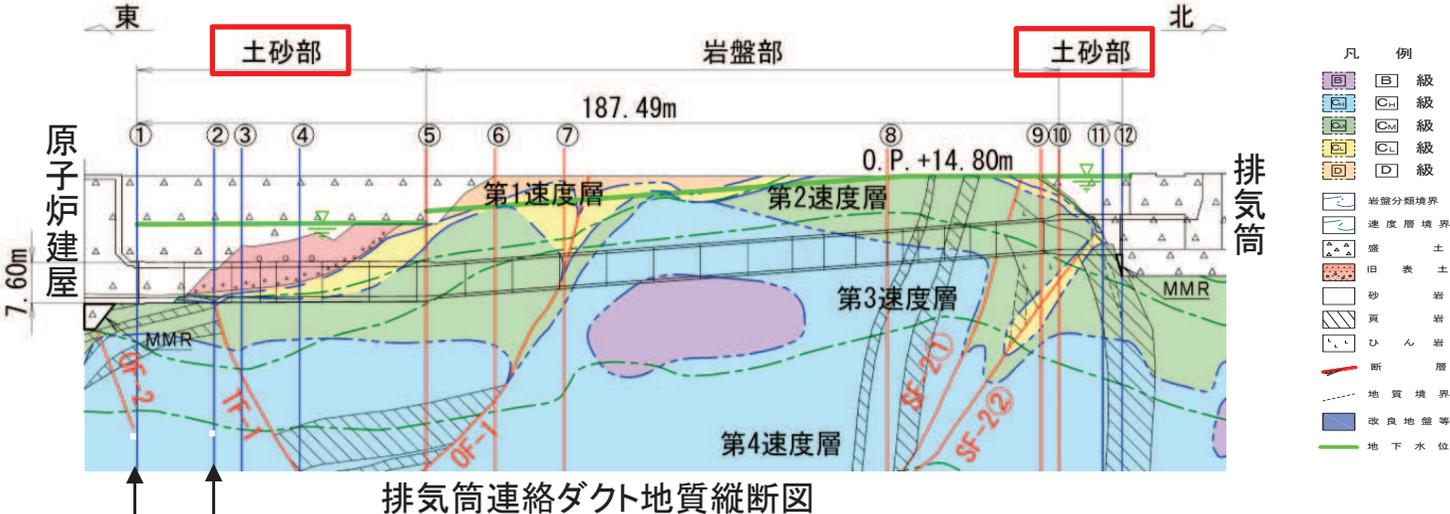 東
北
土砂部
岩盤部
土砂部
187.49m
① ② ③ ④ ⑤ ⑥ ⑦ ⑧ ⑨ ⑩ ⑪ ⑫
O.P.+14.80m
原子炉建屋
排気筒
7.60m
第1速度層
第2速度層
第3速度層
第4速度層
MMR
MMR
OF-2
TF-1
OF-1
SF-2①
SF-2②
排気筒連絡ダクト地質縦断図
凡例
B B 級
CH CH 級
CM CM 級
CL CL 級
D D 級
岩盤分類境界
速度層境界
盛土
旧表土
砂岩
頁岩
ひん岩
断層
地質境界
改良地盤等
地下水位